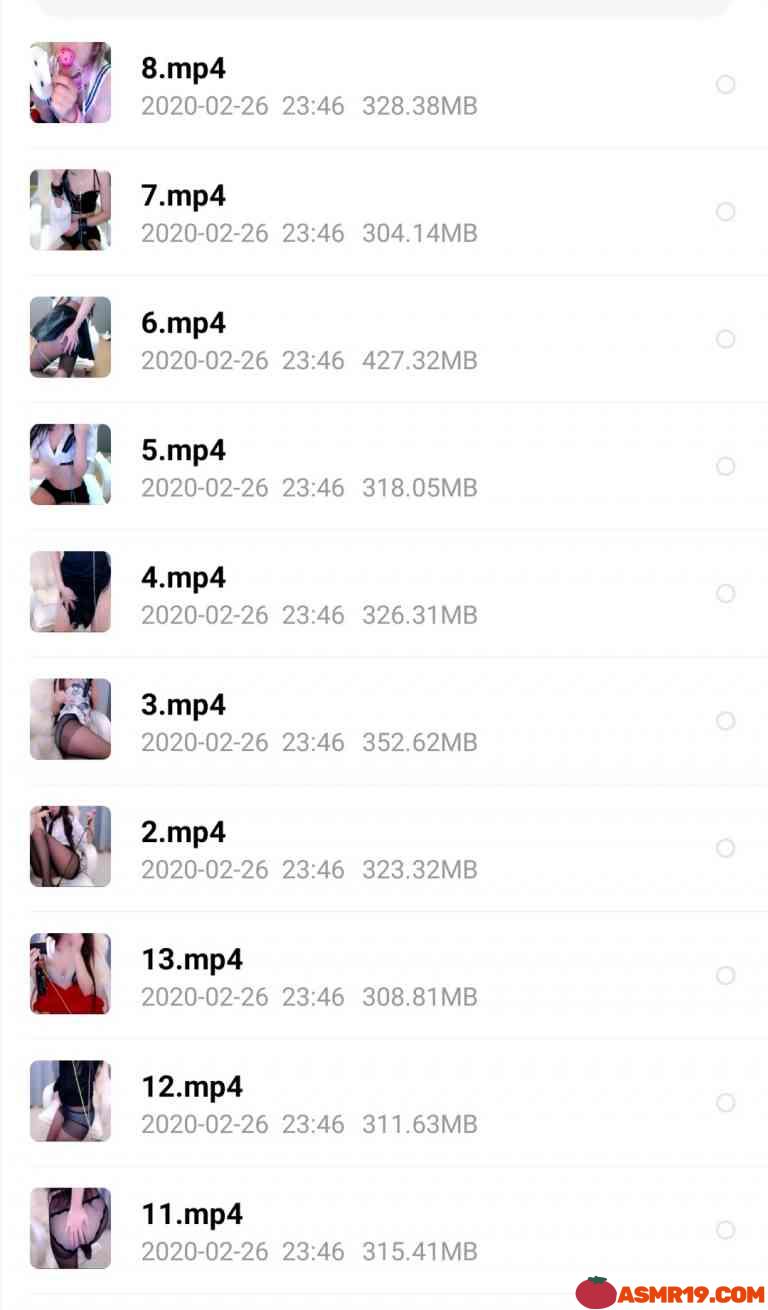 8.mp4
2020-02-26 23:46 328.38MB
7.mp4
2020-02-26 23:46 304.14MB
6.mp4
2020-02-26 23:46 427.32MB
5.mp4
2020-02-26 23:46 318.05MB
4.mp4
2020-02-26 23:46 326.31MB
3.mp4
2020-02-26 23:46 352.62MB
2.mp4
2020-02-26 23:46 323.32MB
13.mp4
2020-02-26 23:46 308.81MB
12.mp4
2020-02-26 23:46 311.63MB
11.mp4
2020-02-26 23:46 315.41MB
ASMR19.COM